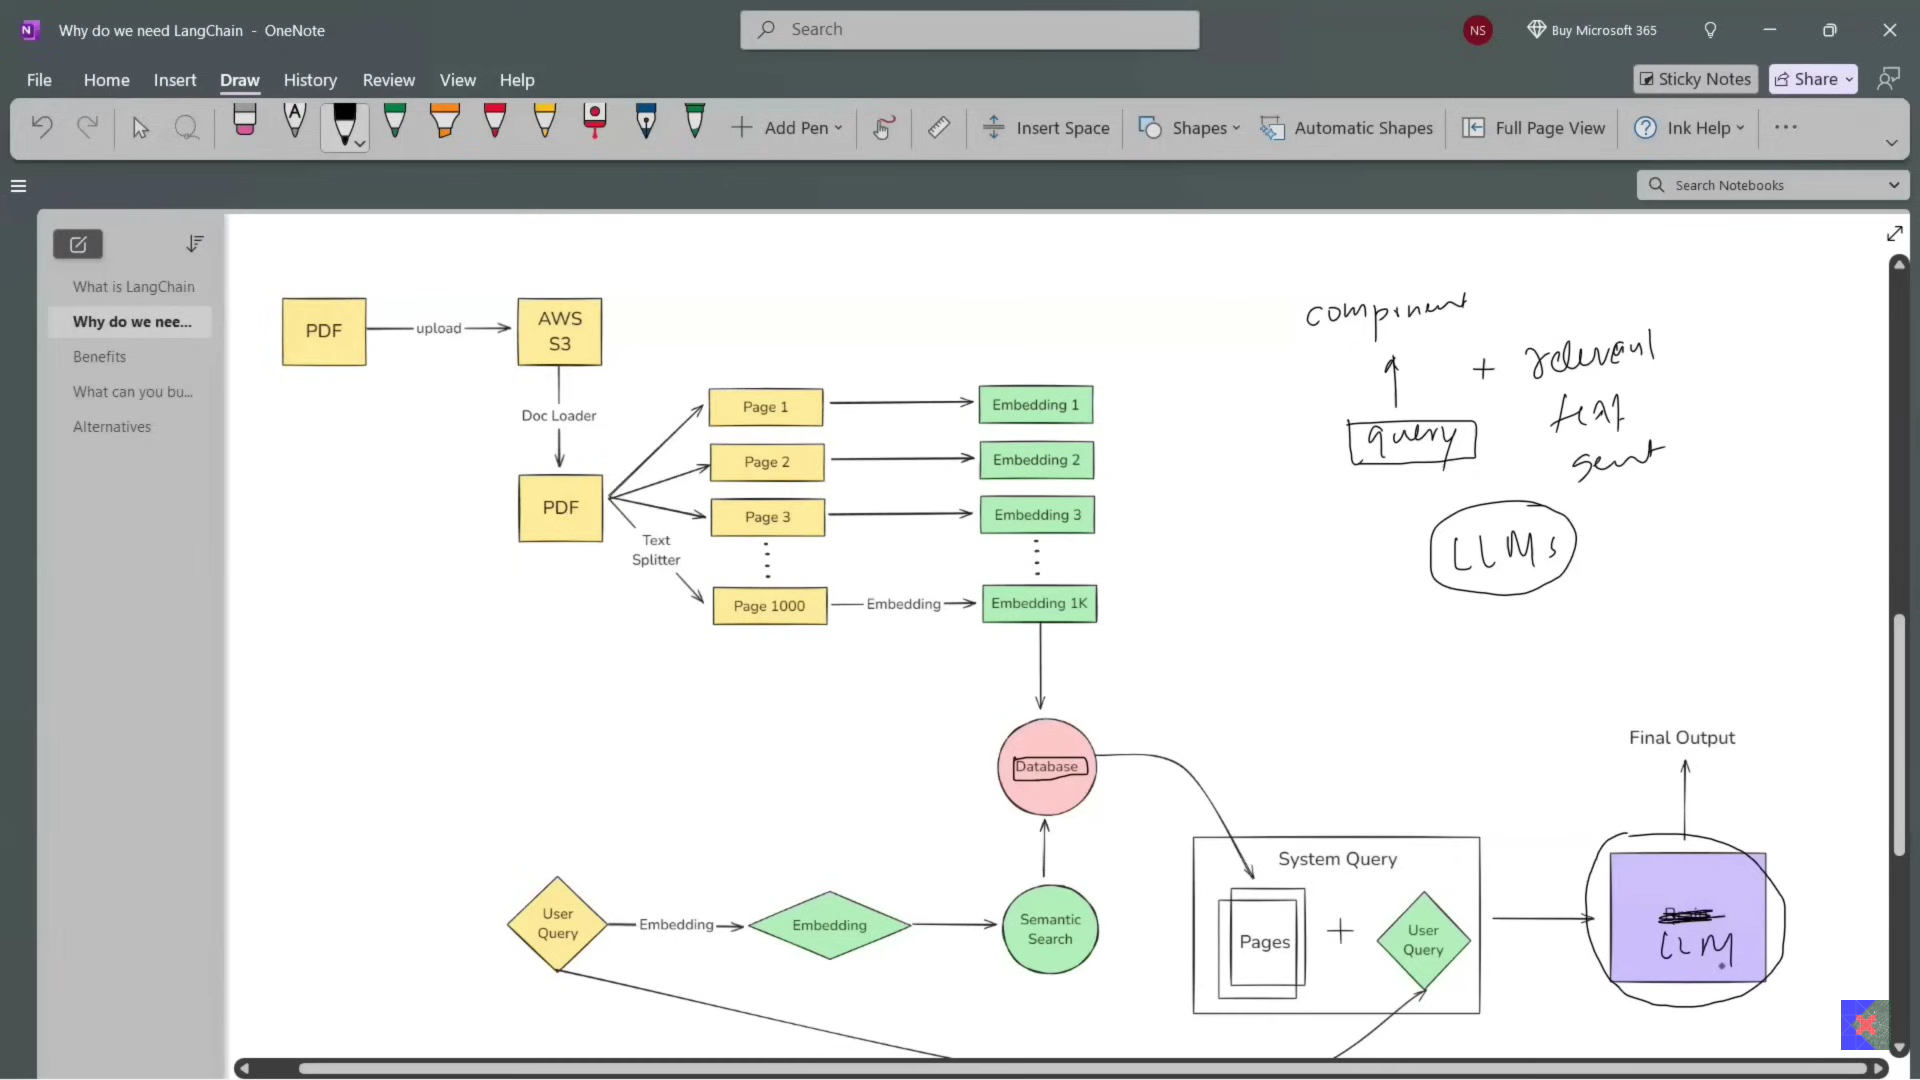 Why do we need LangChain - OneNote
Search
NS
Buy Microsoft 365
File Home Insert Draw History Review View Help
Sticky Notes
Share
A
Add Pen
Insert Space
Shapes
Automatic Shapes
Full Page View
Ink Help
Search Notebooks
What is LangChain
Why do we nee...
Benefits
What can you bu...
Alternatives
PDF
upload
AWS
S3
Doc Loader
PDF
Text
Splitter
Page 1
Page 2
Page 3
Page 1000
Embedding
Embedding 1
Embedding 2
Embedding 3
Embedding 1K
component
+ relevant
text
query
sent
LLMs
Database
Final Output
System Query
User
Query
Embedding
Embedding
Semantic
Search
Pages
+
User
Query
LLM